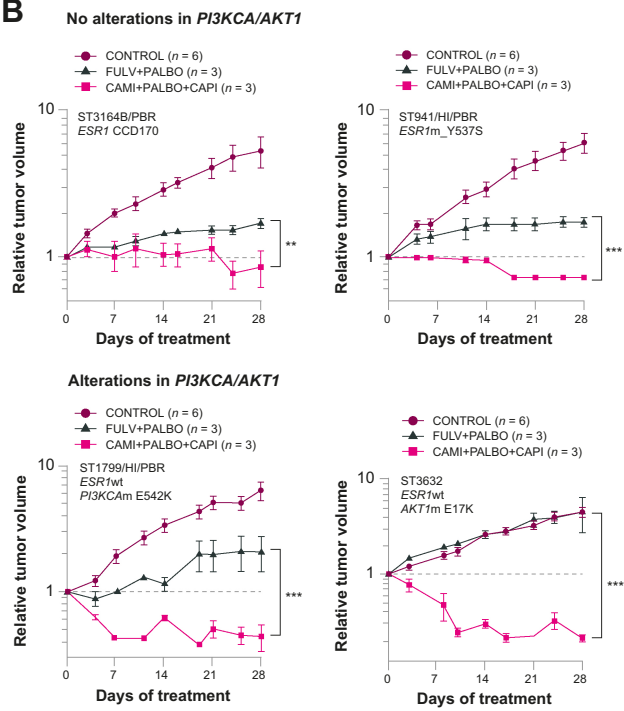 B
No alterations in PI3KCA/AKT1
CONTROL (n = 6)
FULV+PALBO (n = 3)
CAMI+PALBO+CAPI (n = 3)
ST3164B/PBR
ESR1 CCD170
Relative tumor volume
10
1
**
0 7 14 21 28
Days of treatment
CONTROL (n = 6)
FULV+PALBO (n = 3)
CAMI+PALBO+CAPI (n = 3)
ST941/HI/PBR
ESR1m_Y537S
Relative tumor volume
10
1
***
0 7 14 21 28
Days of treatment
Alterations in PI3KCA/AKT1
CONTROL (n = 6)
FULV+PALBO (n = 3)
CAMI+PALBO+CAPI (n = 3)
ST1799/HI/PBR
ESR1wt
PI3KCAm E542K
Relative tumor volume
10
1
***
0 7 14 21 28
Days of treatment
CONTROL (n = 6)
FULV+PALBO (n = 3)
CAMI+PALBO+CAPI (n = 3)
ST3632
ESR1wt
AKT1m E17K
Relative tumor volume
10
1
***
0 7 14 21 28
Days of treatment